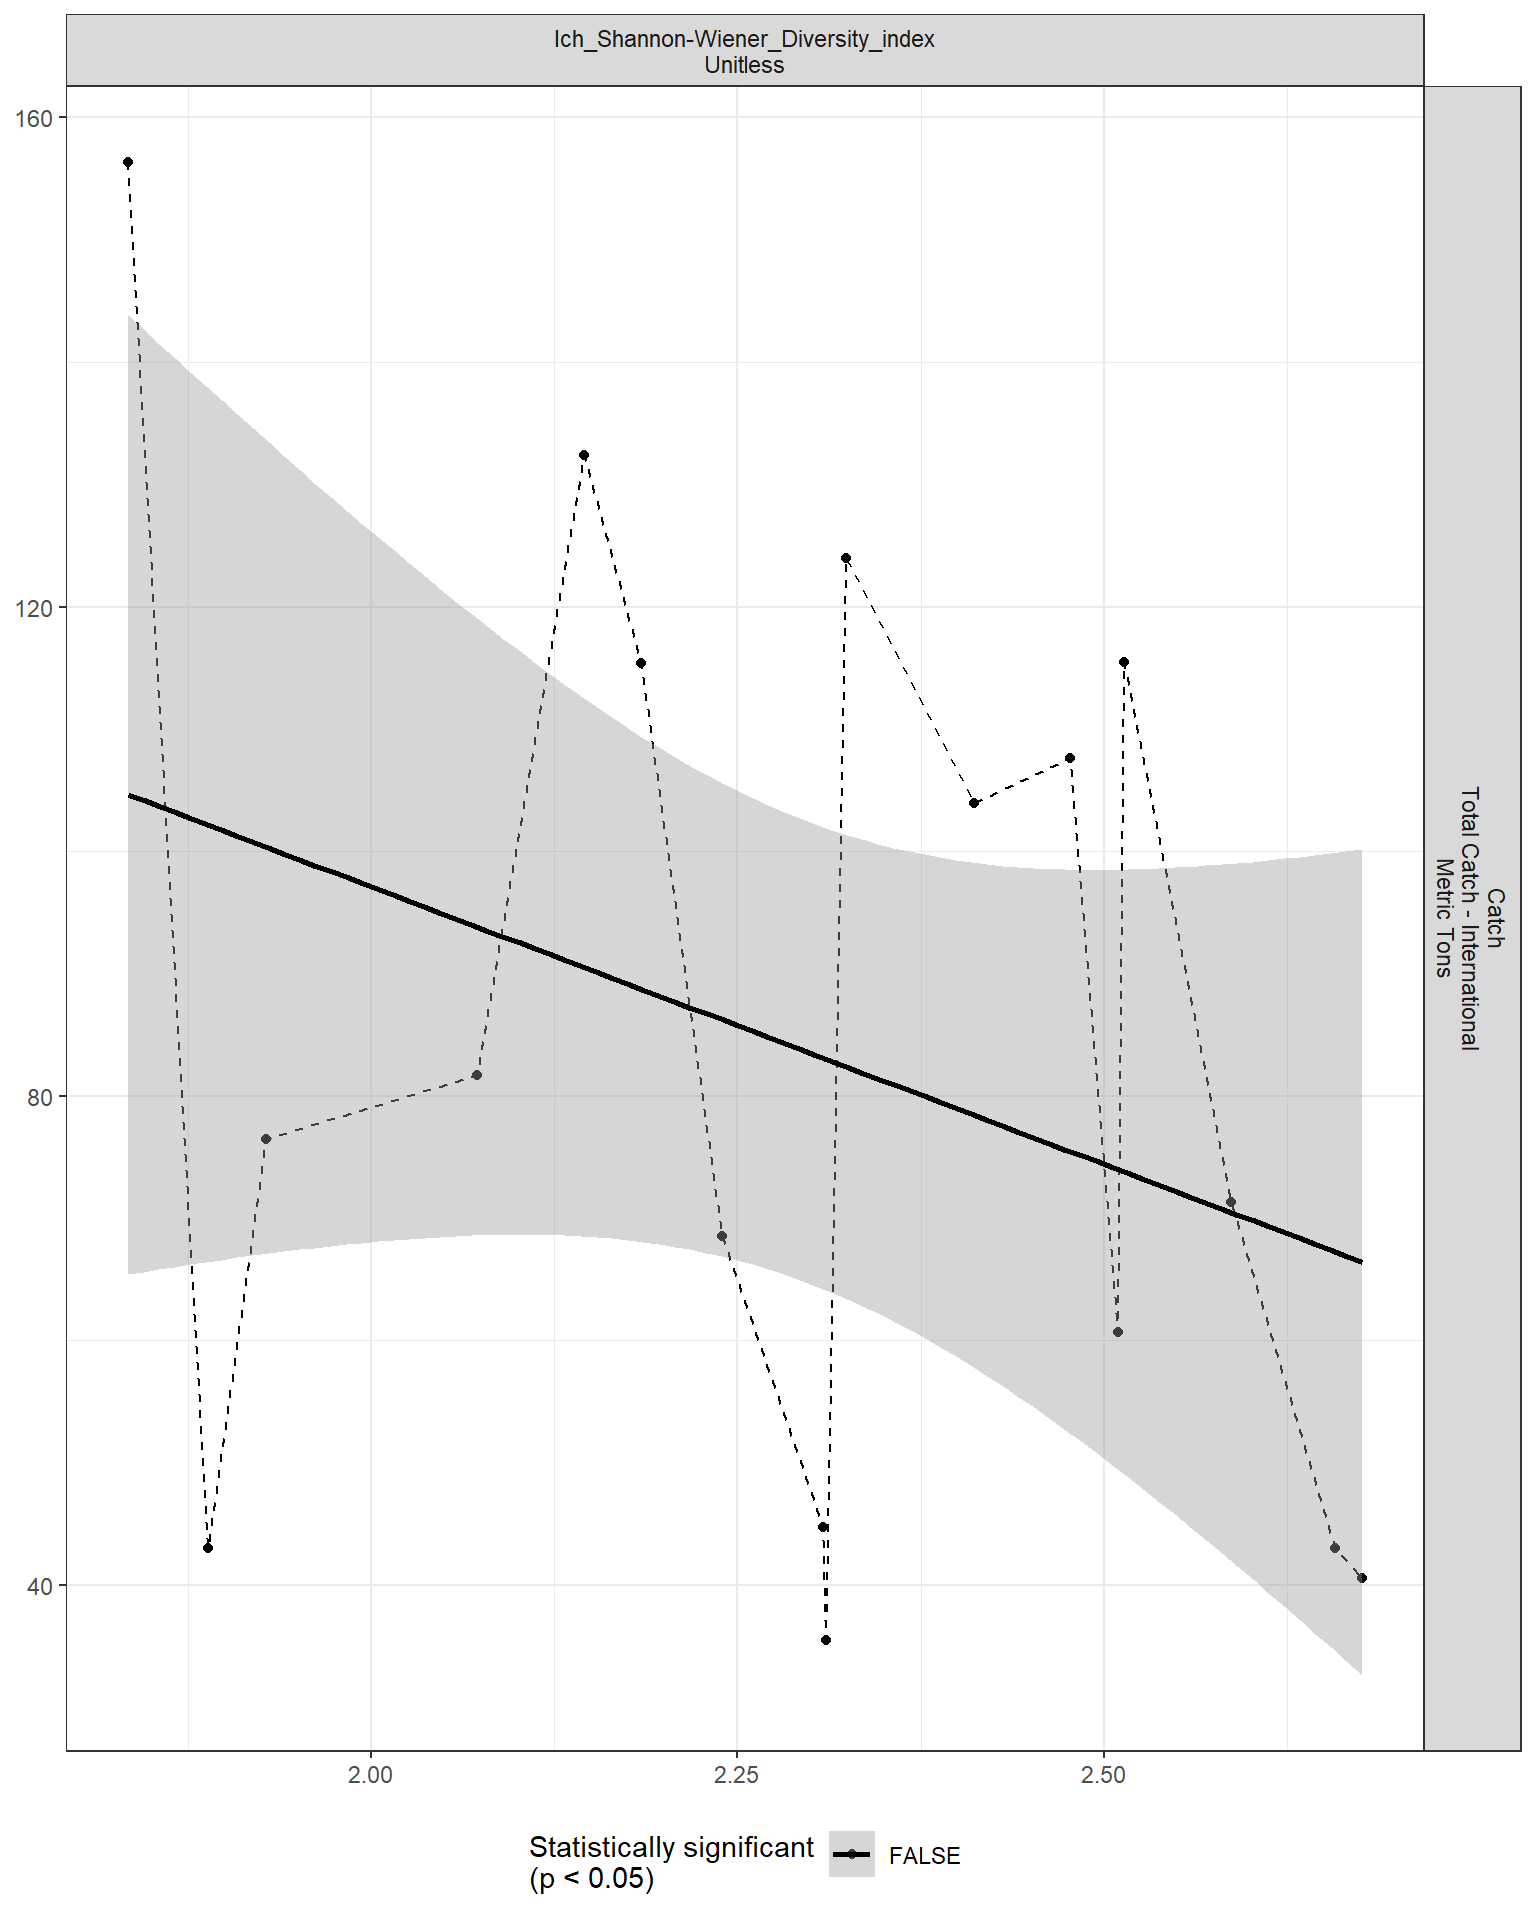 Ich_Shannon-Wiener_Diversity_index
Unitless
160
120
80
40
Catch
Total Catch - International
Metric Tons
2.00
2.25
2.50
Statistically significant
(p < 0.05)
FALSE